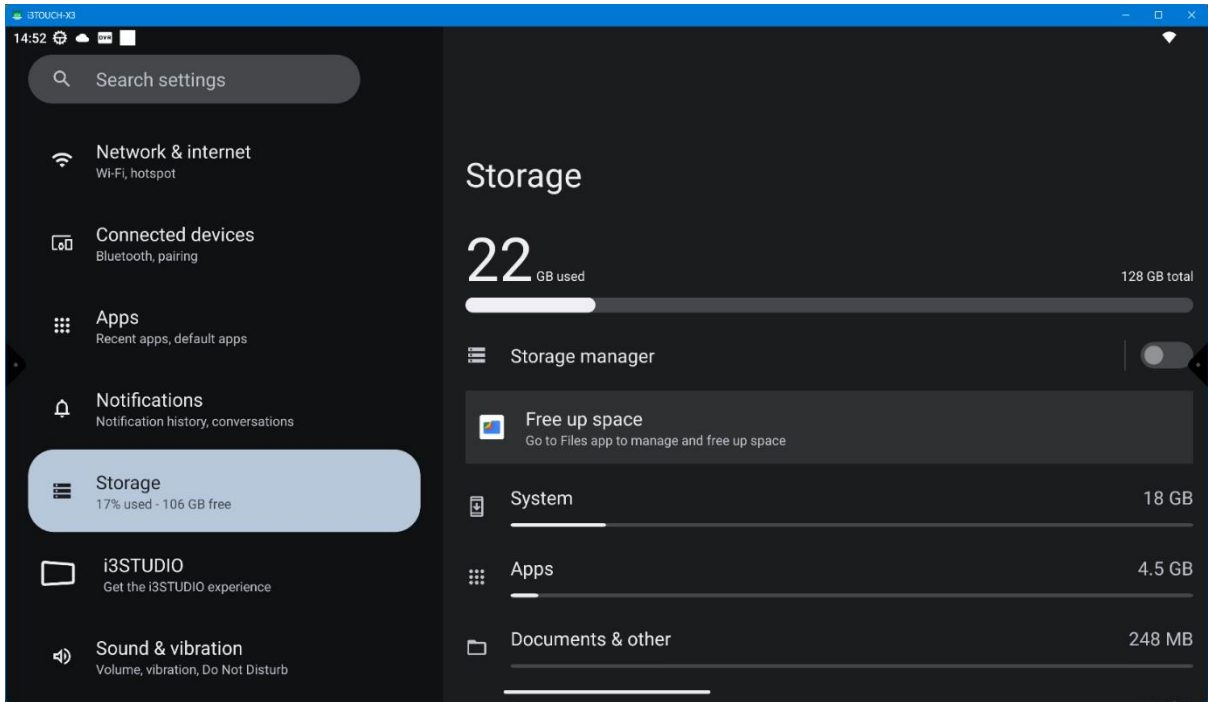 i3TOUCH-X3
14:52
DVR
Search settings
Network & internet
Wi-Fi, hotspot
Connected devices
Bluetooth, pairing
Apps
Recent apps, default apps
Notifications
Notification history, conversations
Storage
17% used - 106 GB free
i3STUDIO
Get the i3STUDIO experience
Sound & vibration
Volume, vibration, Do Not Disturb
Storage
22 GB used
128 GB total
Storage manager
Free up space
Go to Files app to manage and free up space
System
18 GB
Apps
4.5 GB
Documents & other
248 MB